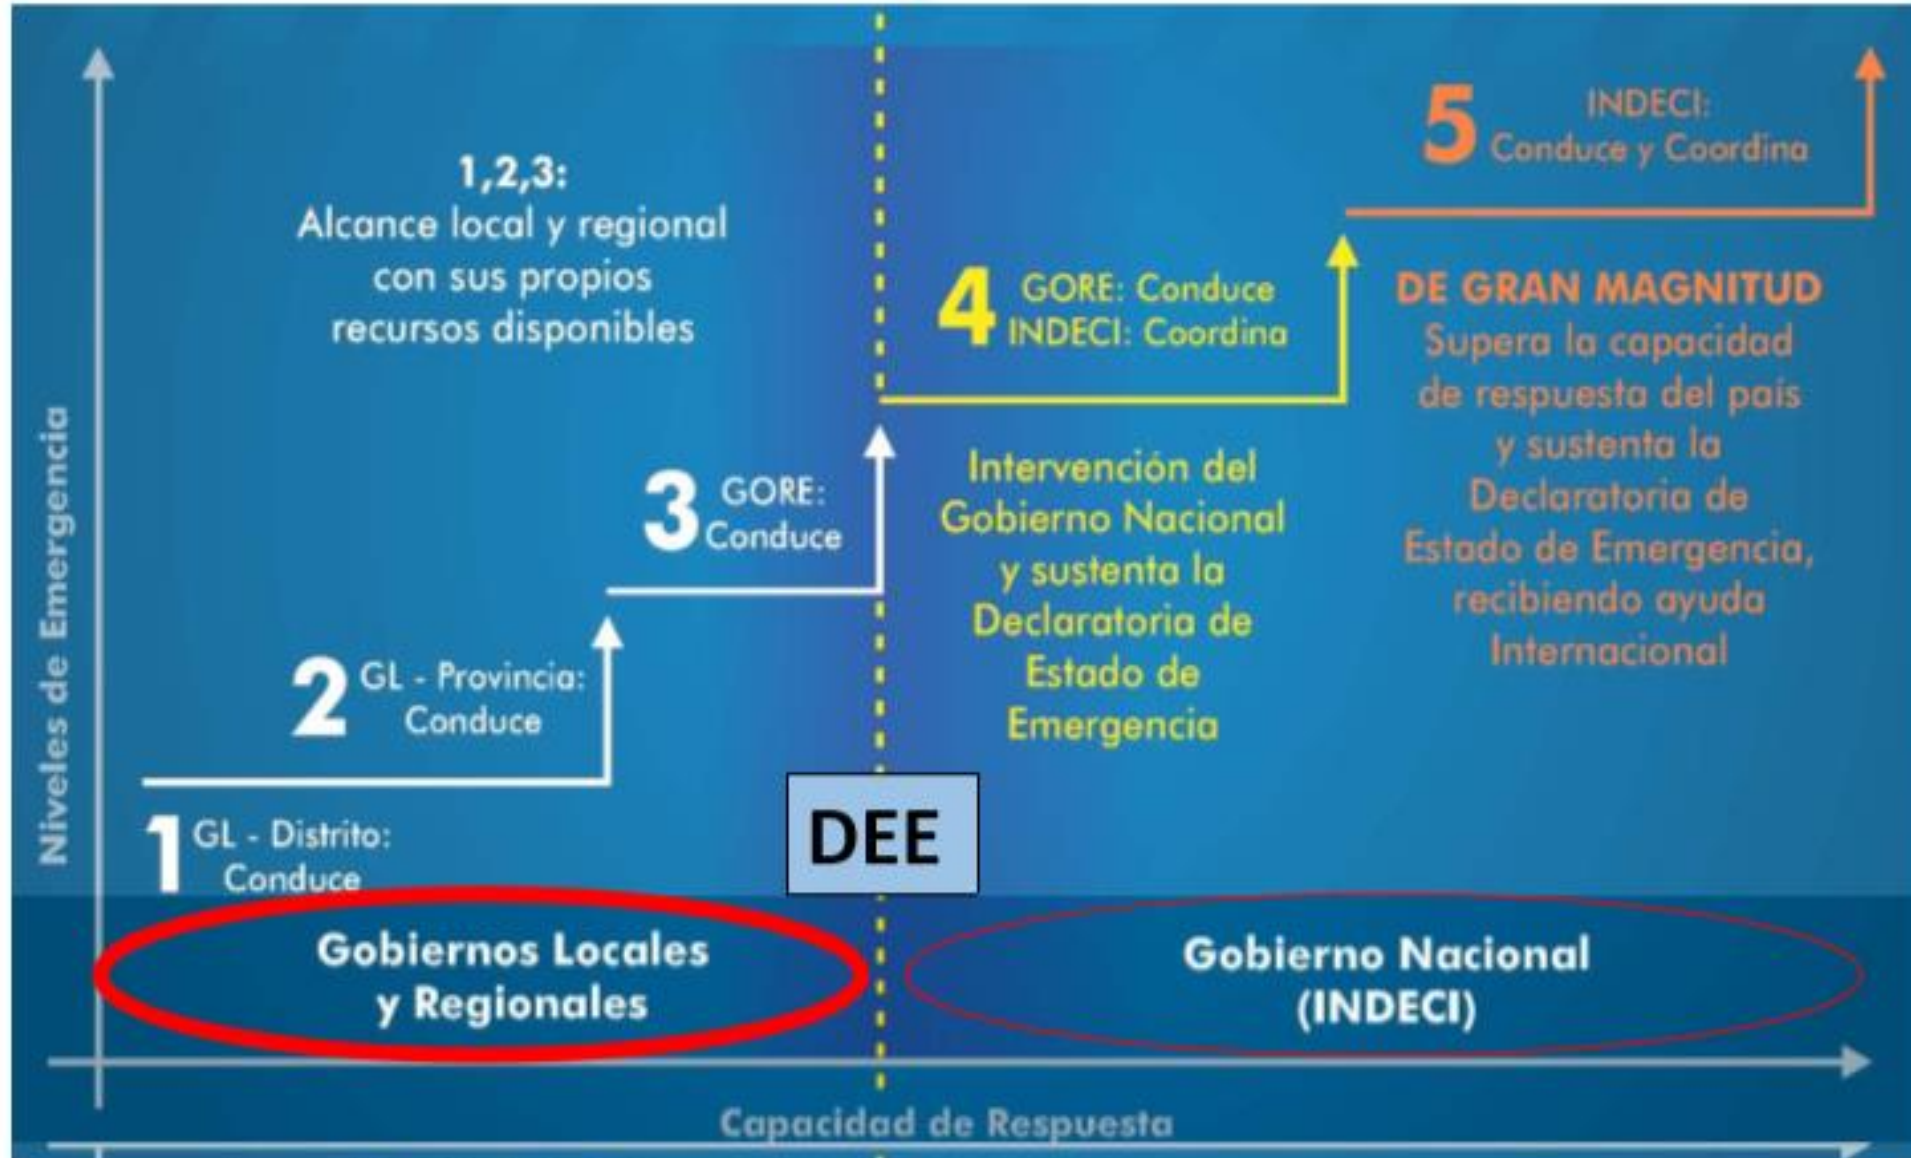 Niveles de Emergencia
1,2,3:
Alcance local y regional
con sus propios
recursos disponibles
1 GL - Distrito:
Conduce
2 GL - Provincia:
Conduce
3 GORE:
Conduce
4 GORE: Conduce
INDECI: Coordina
Intervención del
Gobierno Nacional
y sustenta la
Declaratoria de
Estado de
Emergencia
5 INDECI:
Conduce y Coordina
DE GRAN MAGNITUD
Supera la capacidad
de respuesta del país
y sustenta la
Declaratoria de
Estado de Emergencia,
recibiendo ayuda
Internacional
DEE
Gobiernos Locales
y Regionales
Gobierno Nacional
(INDECI)
Capacidad de Respuesta